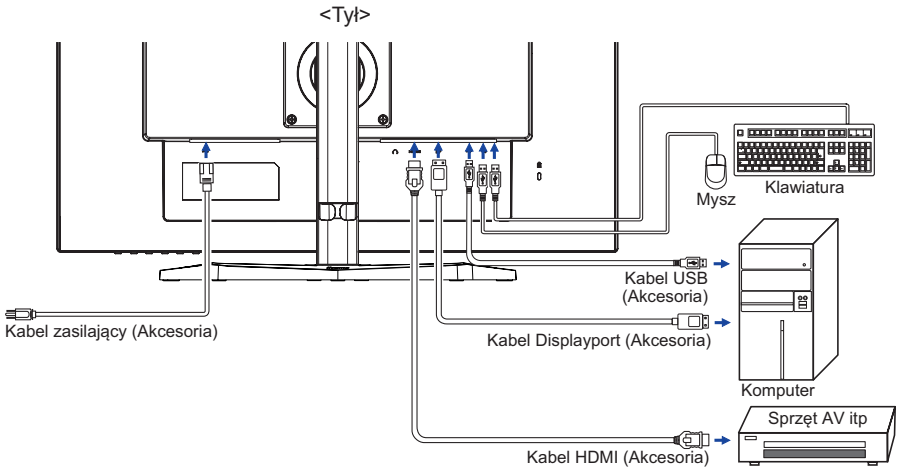 <Tył>
Klawiatura
Mysz
Kabel USB
(Akcesoria)
Kabel zasilający (Akcesoria)
Kabel Displayport (Akcesoria)
Komputer
Sprzęt AV itp
Kabel HDMI (Akcesoria)